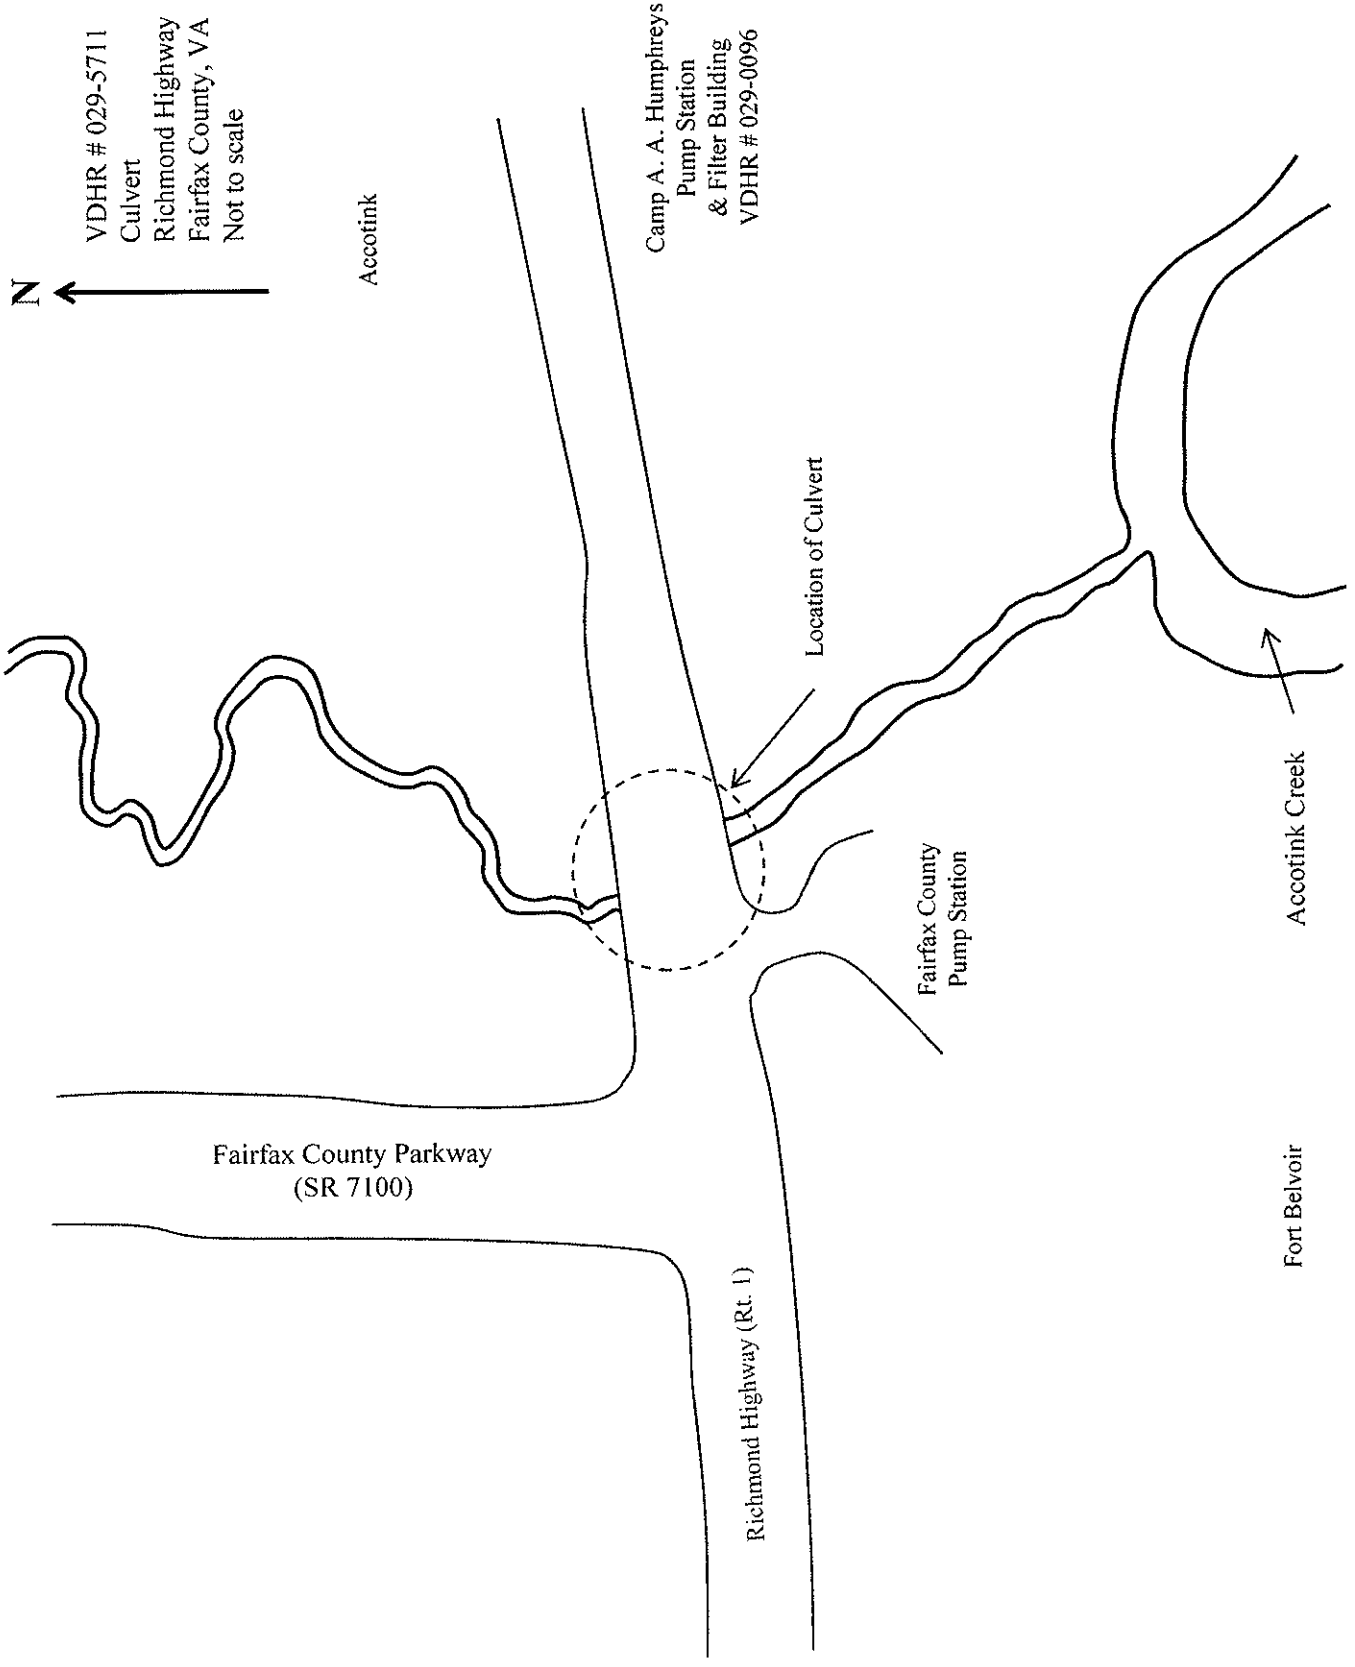 N
VDHR # 029-5711
Culvert
Richmond Highway
Fairfax County, VA
Not to scale
Accotink
Camp A. A. Humphreys
Pump Station
& Filter Building
VDHR # 029-0096
Location of Culvert
Fairfax County Parkway
(SR 7100)
Richmond Highway (Rt. 1)
Fairfax County
Pump Station
Accotink Creek
Fort Belvoir